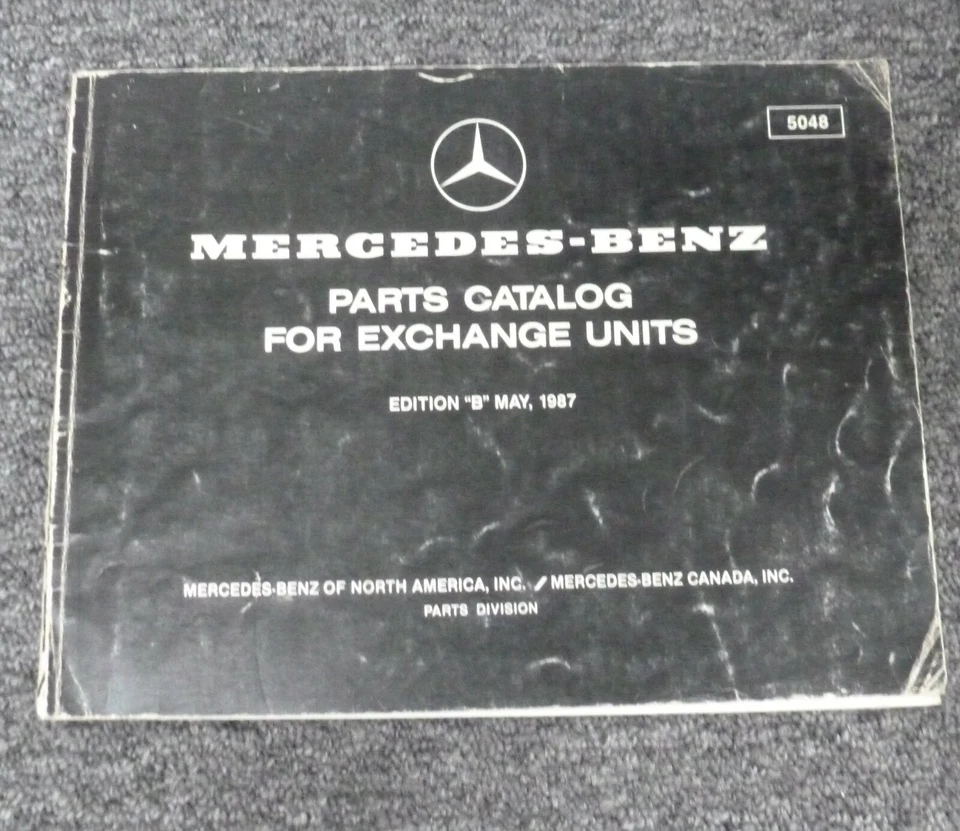 5048
MERCEDES-BENZ
PARTS CATALOG
FOR EXCHANGE UNITS
EDITION "B" MAY, 1987
MERCEDES-BENZ OF NORTH AMERICA, INC. / MERCEDES-BENZ CANADA, INC.
PARTS DIVISION